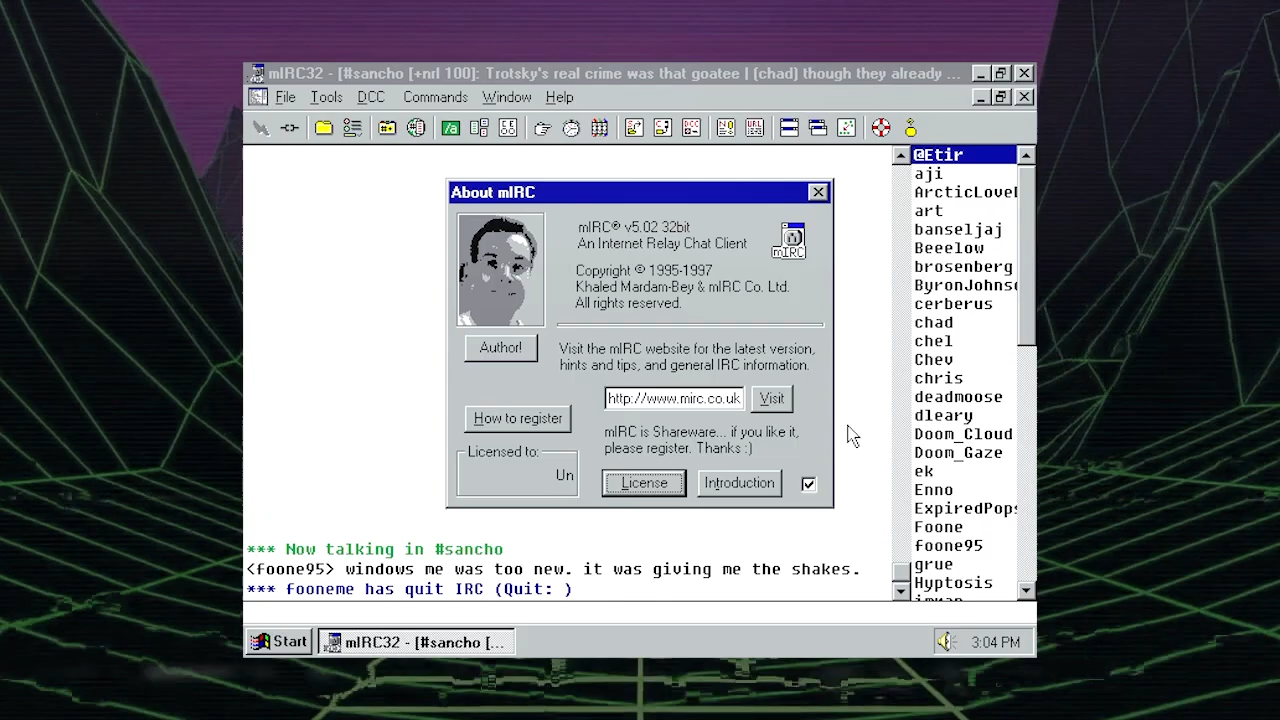 mIRC32 - [#sancho [+nrl 100]: Trotsky's real crime was that goatee | (chad) though they already ...
File Tools DCC Commands Window Help
About mIRC
mIRC® v5.02 32bit
An Internet Relay Chat Client
mIRC
Copyright © 1995-1997
Khaled Mardam-Bey & mIRC Co. Ltd.
All rights reserved.
Author!
Visit the mIRC website for the latest version,
hints and tips, and general IRC information.
http://www.mirc.co.uk
Visit
How to register
mIRC is Shareware... if you like it,
please register. Thanks :)
Licensed to:
Un
License
Introduction
*** Now talking in #sancho
<foone95> windows me was too new. it was giving me the shakes.
*** fooneme has quit IRC (Quit: )
@Etir
aji
ArcticLove
art
banseljaj
Beeelow
brosenberg
ByronJohns
cerberus
chad
chel
Chev
chris
deadmoose
dleary
Doom_Cloud
Doom_Gaze
ek
Enno
ExpiredPops
Foone
foone95
grue
Hyptosis
Start
mIRC32 - [#sancho [...
3:04 PM